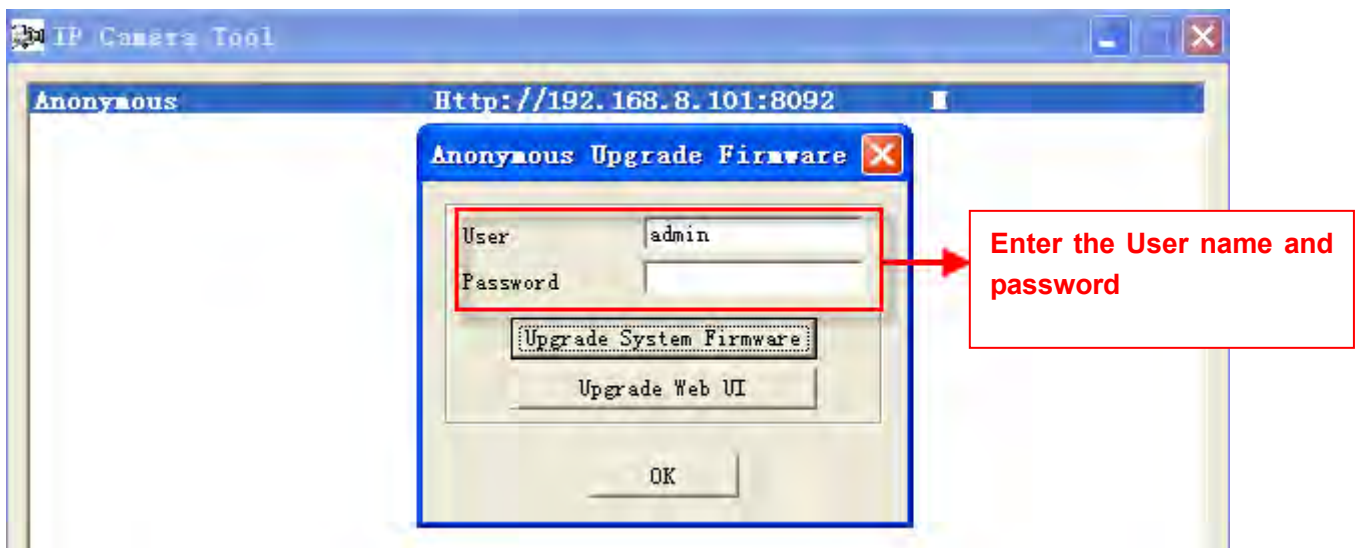 IP Camera Tool
Anonymous Http://192.168.8.101:8092
Anonymous Upgrade Firmware
User admin
Password
Enter the User name and
password
Upgrade System Firmware
Upgrade Web UI
OK